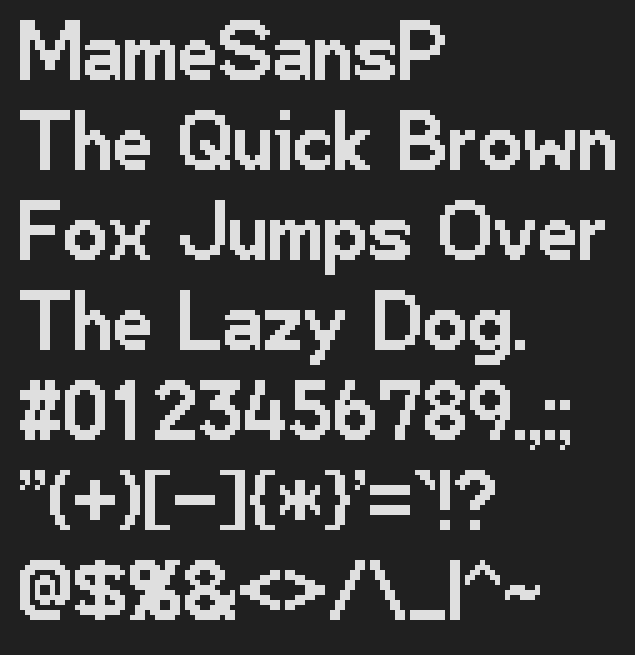 MameSansP
The Quick Brown
Fox Jumps Over
The Lazy Dog.
#0123456789.,:;
"(+)[-]{*}'=`!?
@$%&<>/\_|^~